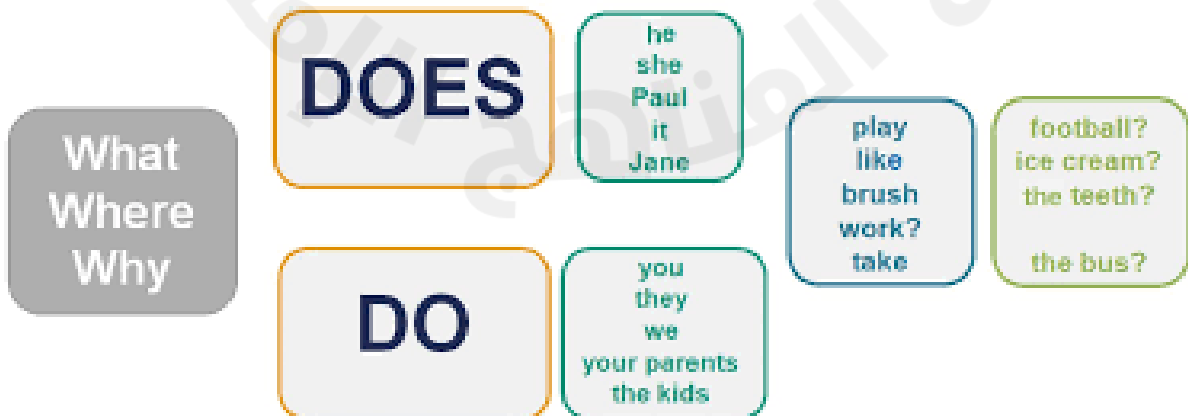 What
Where
Why
DOES
he
she
Paul
it
Jane
DO
you
they
we
your parents
the kids
play
like
brush
work?
take
football?
ice cream?
the teeth?
the bus?